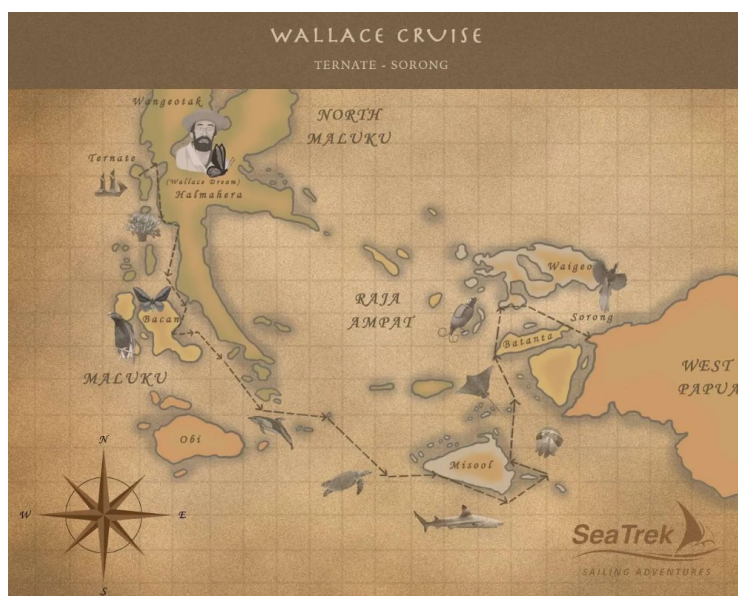 WALLACE CRUISE
TERNATE - SORONG
Wangeotak
NORTH
MALUKU
Ternate
(Wallace Dream)
Halmahera
Waigeo
RAJA
AMPAT
Sorong
Bacan
Batanta
MALUKU
WEST
PAPUA
Obi
Misool
N
W
E
S
SeaTrek
SAILING ADVENTURES